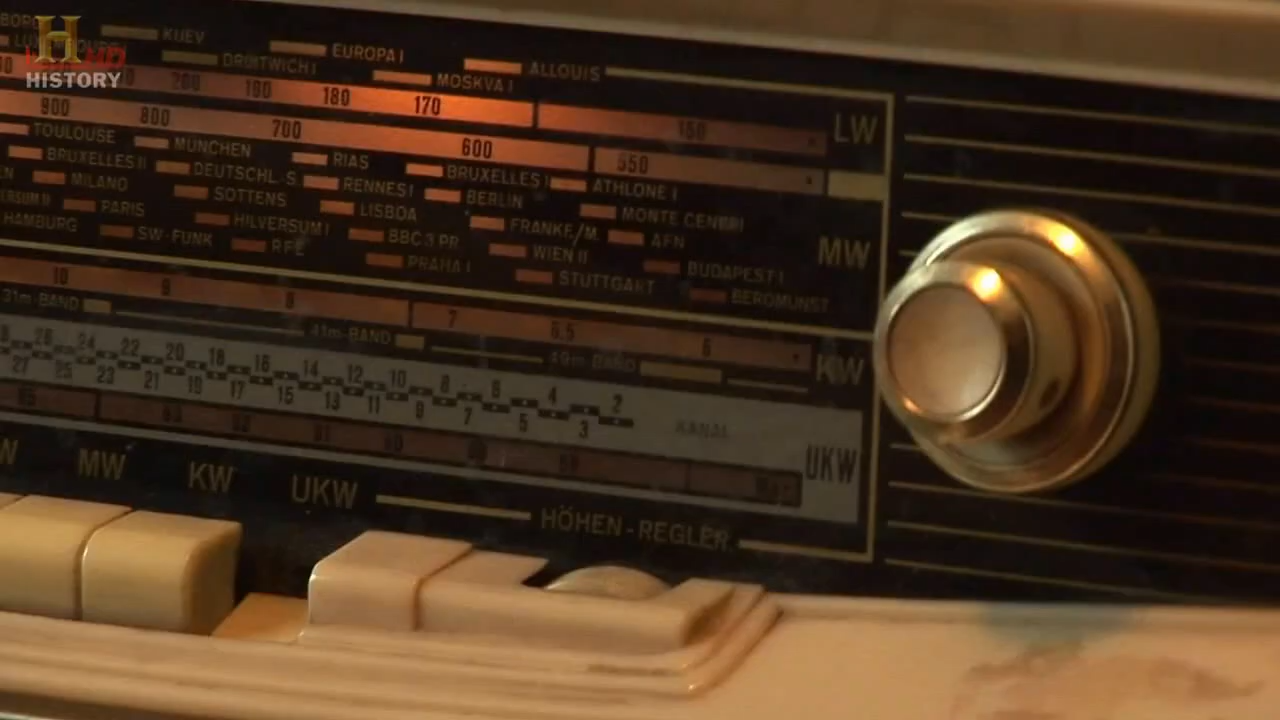 KUEV EUROPA I
H DROITWICH I MOSKVA I ALLOUIS
HISTORY
200 190 180 170 150 LW
900 800 700 600 550
TOULOUSE MÜNCHEN RIAS BRUXELLES I ATHLONE I
BRUXELLES II DEUTSCHL-S. RENNES I BERLIN MONTE CENERI
MILANO SOTTENS LISBOA FRANKF/M. AFN MW
PARIS HILVERSUM I BBC 3 PR. WIEN II BUDAPEST I
HAMBURG SW-FUNK RFE PRAHA I STUTTGART BEROMÜNST
10 9 8 7 6.5 6 KW
31m-BAND 41m-BAND 49m-BAND
26 24 22 20 18 16 14 12 10 8 6 4 2
27 25 23 21 19 17 15 13 11 9 7 5 3 KANAL
UKW
MW KW UKW HÖHEN-REGLER